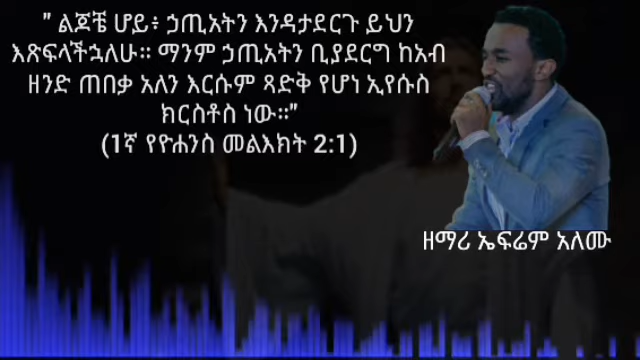 " ልጆቼ ሆይ፥ ኃጢአትን እንዳታደርጉ ይህን
እጽፍላችኋለሁ። ማንም ኃጢአትን ቢያደርግ ከአብ
ዘንድ ጠበቃ አለን እርሱም ጻድቅ የሆነ ኢየሱስ
ክርስቶስ ነው።"
(1ኛ የዮሐንስ መልእክት 2:1)
ዘማሪ ኤፍሬም አለሙ